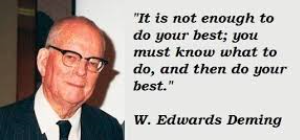 "It is not enough to
do your best; you
must know what to
do, and then do your
best."
W. Edwards Deming